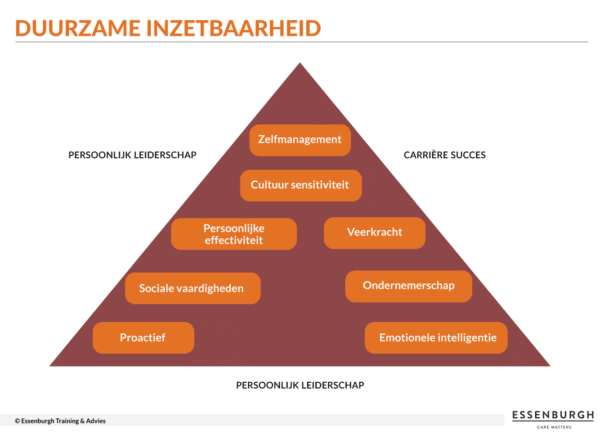 DUURZAME INZETBAARHEID
Zelfmanagement
PERSOONLIJK LEIDERSCHAP
CARRIÈRE SUCCES
Cultuur sensitiviteit
Persoonlijke
effectiviteit
Veerkracht
Sociale vaardigheden
Ondernemerschap
Proactief
Emotionele intelligentie
PERSOONLIJK LEIDERSCHAP
© Essenburgh Training & Advies
ESSENBURGH
CARE MATTERS